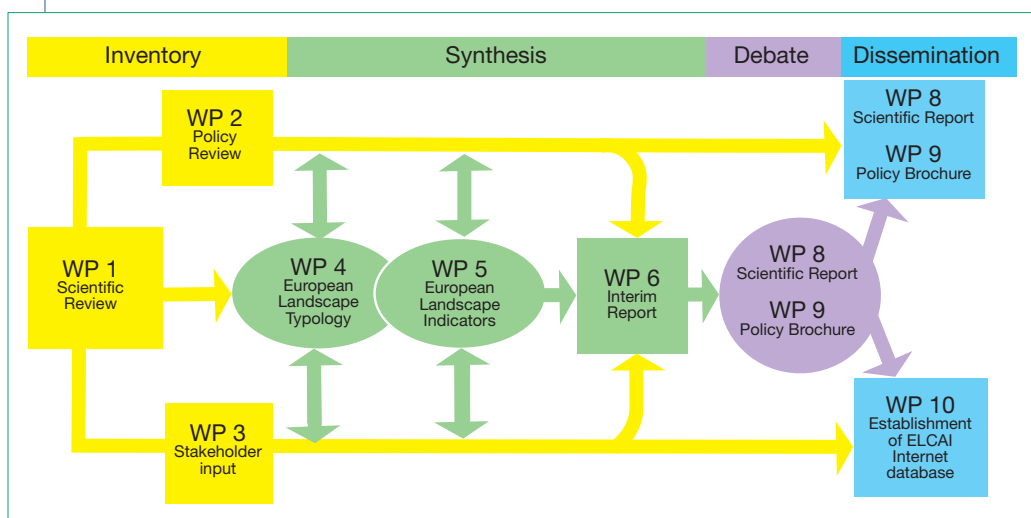 Inventory
Synthesis
Debate
Dissemination
WP 2
Policy
Review
WP 8
Scientific Report
WP 9
Policy Brochure
WP 1
Scientific
Review
WP 4
European
Landscape
Typology
WP 5
European
Landscape
Indicators
WP 6
Interim
Report
WP 8
Scientific Report
WP 9
Policy Brochure
WP 3
Stakeholder
input
WP 10
Establishment
of ELCAI
Internet
database